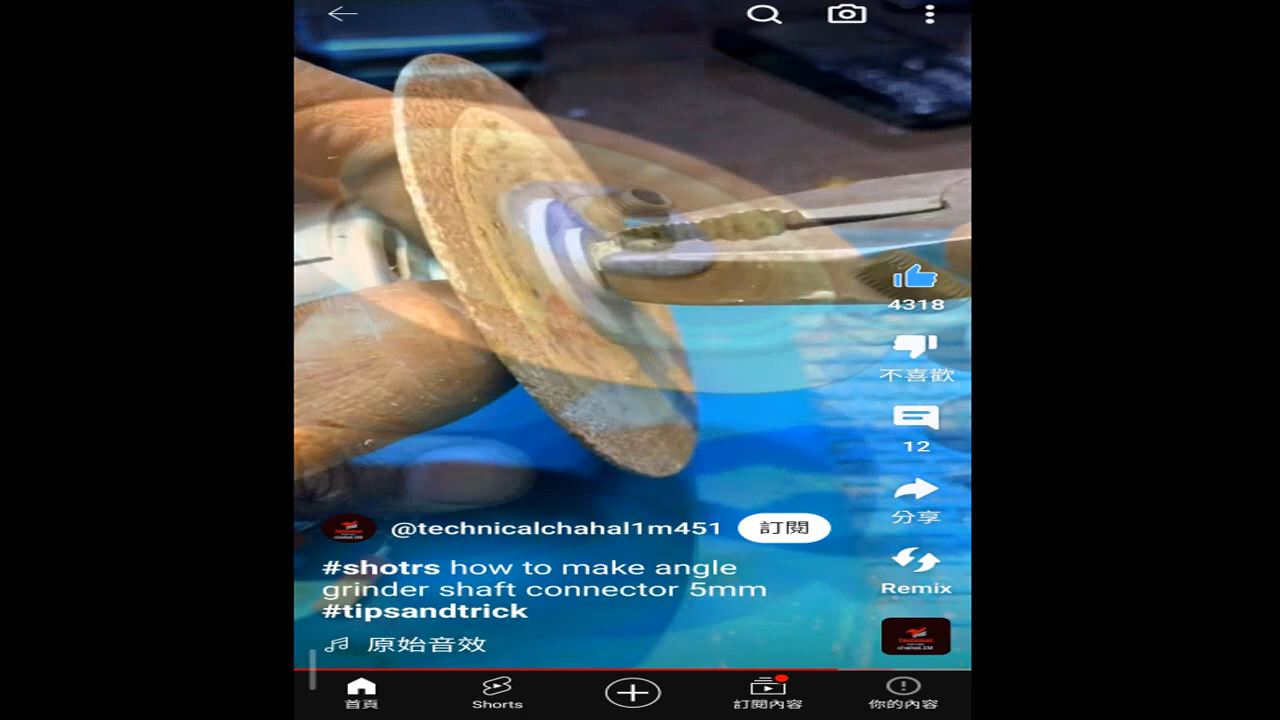 4318
不喜歡
12
分享
Remix
@technicalchahal1m451 訂閱
#shotrs how to make angle
grinder shaft connector 5mm
#tipsandtrick
原始音效
首頁 Shorts 訂閱內容 你的內容